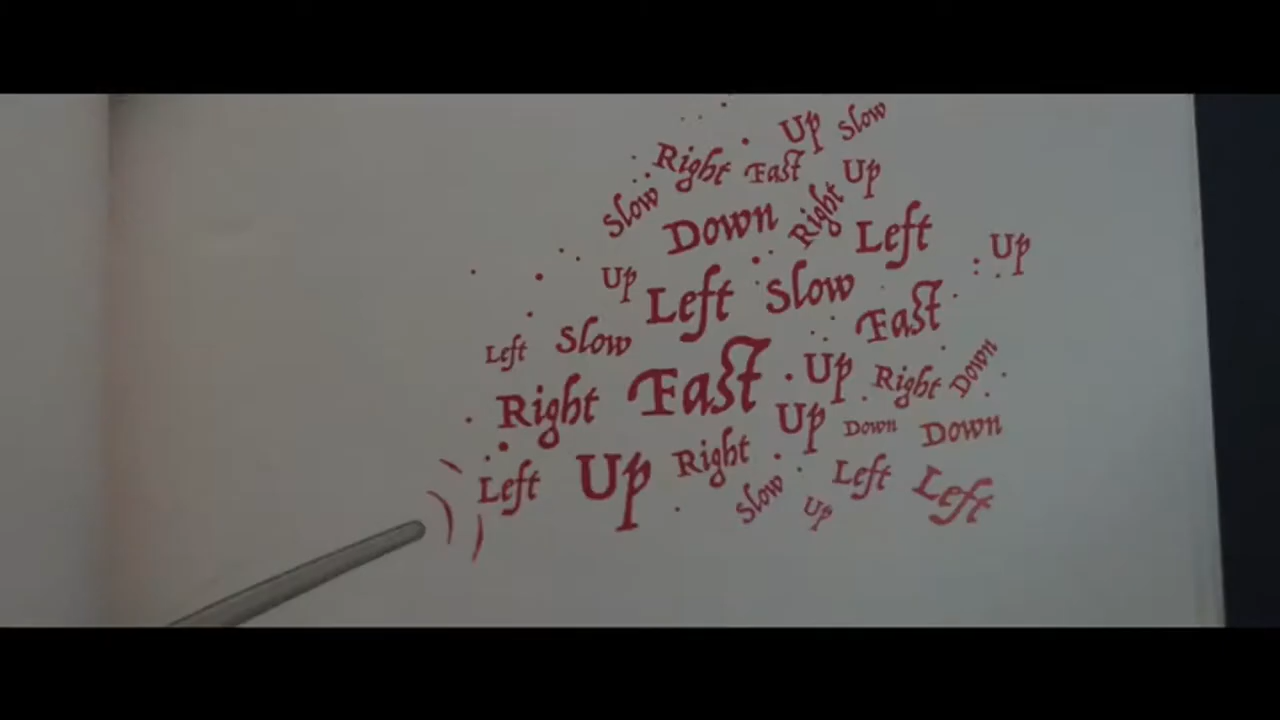 Up Slow
Right Fast Up
Slow Down Right Left
Up Left Slow Up
Left Slow Fast
Right Fast Up Right Down
Left Up Right Up Down Down
Slow Up Left Left